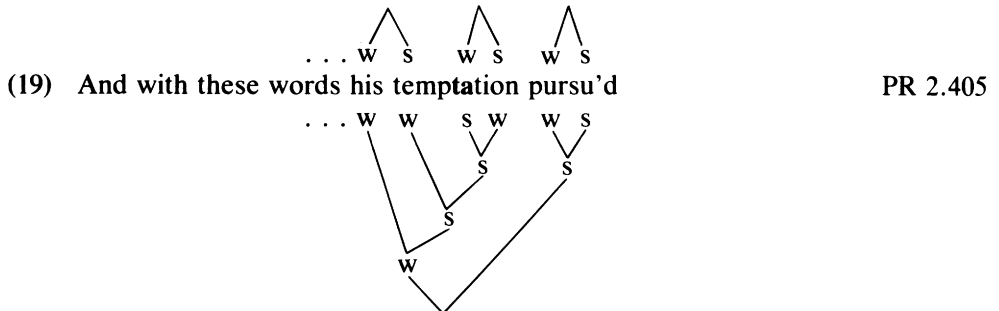 . . . W S W S W S
(19) And with these words his temptation pursu'd PR 2.405
. . . W W S W W S
S S
S
W